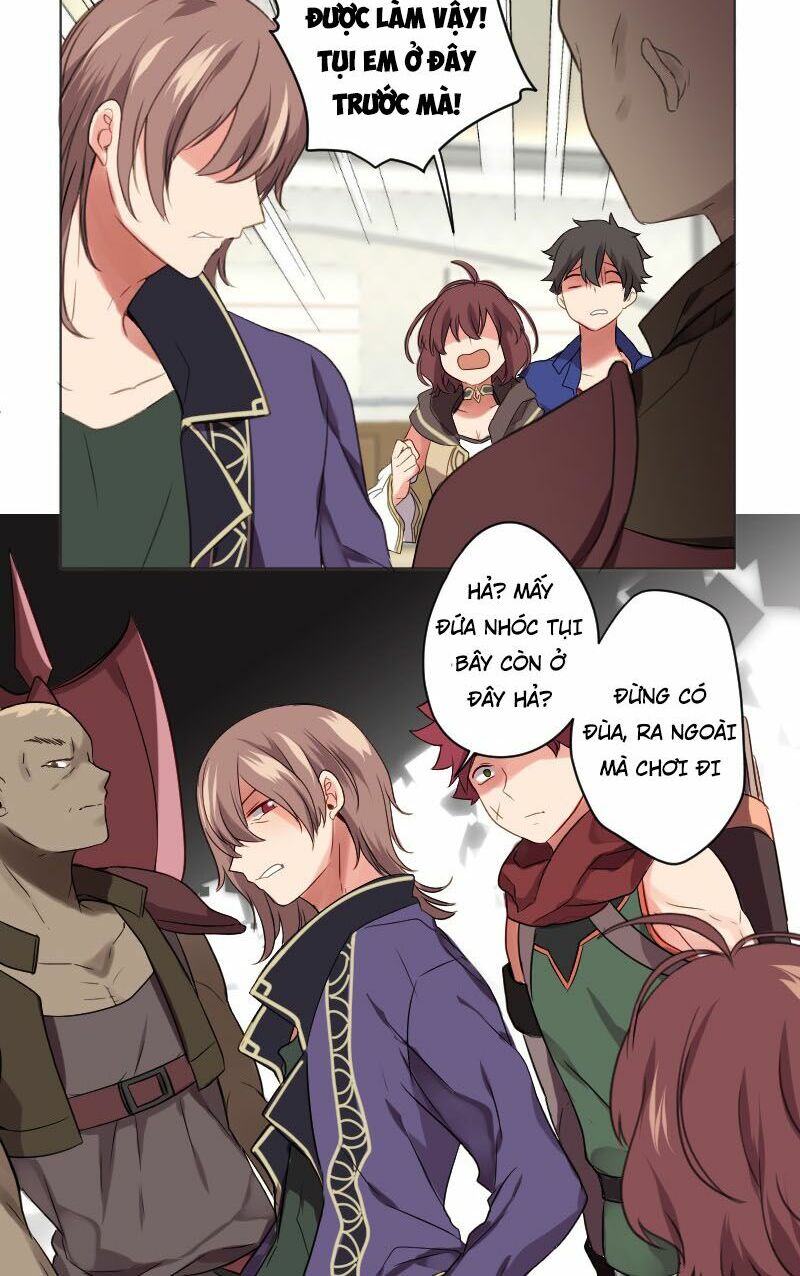 ĐƯỢC LÀM VẬY!
TỤI EM Ở ĐÂY
TRƯỚC MÀ!
HẢ? MẤY
ĐỨA NHÓC TỤI
BÂY CÒN Ở
ĐÂY HẢ?
ĐỪNG CÓ
ĐÙA, RA NGOÀI
MÀ CHƠI ĐI